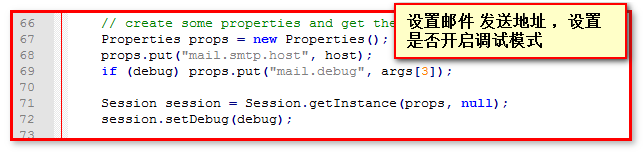 66 // create some properties and get the
67 Properties props = new Properties();
68 props.put("mail.smtp.host", host);
69 if (debug) props.put("mail.debug", args[3]);
70
71 Session session = Session.getInstance(props, null);
72 session.setDebug(debug);
73
设置邮件 发送地址 ，设置
是否开启调试模式